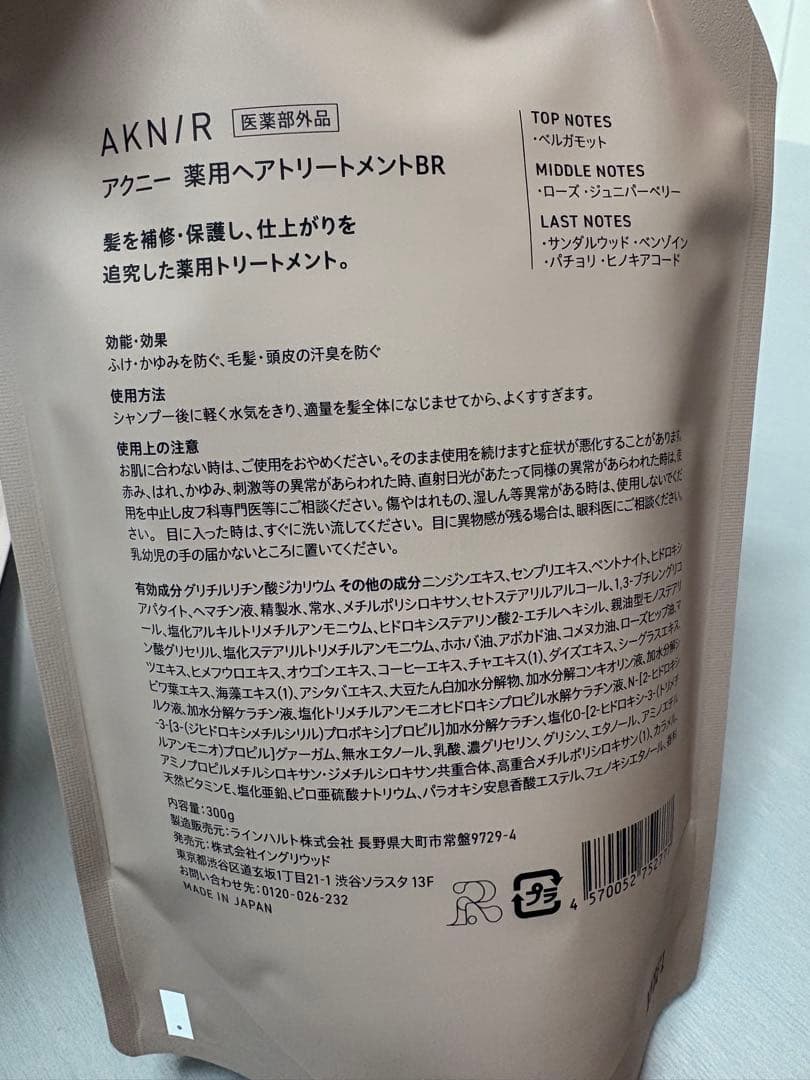 AKN/R 医薬部外品
アクニー 薬用ヘアトリートメントBR
髪を補修・保護し、仕上がりを
追究した薬用トリートメント。
TOP NOTES
・ベルガモット
MIDDLE NOTES
・ローズ・ジュニパーベリー
LAST NOTES
・サンダルウッド・ベンゾイン
・パチョリ・ヒノキアコード
効能・効果
ふけ・かゆみを防ぐ、毛髪・頭皮の汗臭を防ぐ
使用方法
シャンプー後に軽く水気をきり、適量を髪全体になじませてから、よくすすぎます。
使用上の注意
お肌に合わない時は、ご使用をおやめください。そのまま使用を続けますと症状が悪化することがあります。
赤み、はれ、かゆみ、刺激等の異常があらわれた時、直射日光があたって同様の異常があらわれた時は、使
用を中止し皮フ科専門医等にご相談ください。傷やはれもの、湿しん等異常がある時は、使用しないでくだ
さい。 目に入った時は、すぐに洗い流してください。 目に異物感が残る場合は、眼科医にご相談ください。
乳幼児の手の届かないところに置いてください。
有効成分 グリチルリチン酸ジカリウム その他の成分 ニンジンエキス、センブリエキス、ベントナイト、ヒドロキシ
アパタイト、ヘマチン液、精製水、常水、メチルポリシロキサン、セトステアリルアルコール、1,3-ブチレングリコ
ール、塩化アルキルトリメチルアンモニウム、ヒドロキシステアリン酸2-エチルヘキシル、親油型モノステアリ
ン酸グリセリル、塩化ステアリルトリメチルアンモニウム、ホホバ油、アボカド油、コメヌカ油、ローズヒップ油、マ
ツエキス、ヒメフウロエキス、オウゴンエキス、コーヒーエキス、チャエキス(1)、ダイズエキス、シーグラスエキス、
ビワ葉エキス、海藻エキス(1)、アシタバエキス、大豆たん白加水分解物、加水分解コンキオリン液、加水分解シ
ルク液、加水分解ケラチン液、塩化トリメチルアンモニオヒドロキシプロピル加水解ケラチン液、N-[2-ヒドロキシ
-3-[3-(ジヒドロキシメチルシリル)プロポキシ]プロピル]加水分解ケラチン、塩化O-[2-ヒドロキシ-3-(トリメチ
ルアンモニオ)プロピル]グァーガム、無水エタノール、乳酸、濃グリセリン、グリシン、エタノール、アミノエチル
アミノプロピルメチルシロキサン・ジメチルシロキサン共重合体、高重合メチルポリシロキサン(1)、カラメル、
天然ビタミンE、塩化亜鉛、ピロ亜硫酸ナトリウム、パラオキシ安息香酸エステル、フェノキシエタノール、香料
内容量:300g
製造販売元:ラインハルト株式会社 長野県大町市常盤9729-4
発売元:株式会社イングリウッド
東京都渋谷区道玄坂1丁目21-1 渋谷ソラスタ 13F
お問い合わせ先:0120-026-232
MADE IN JAPAN
プラ
4 570052 7527